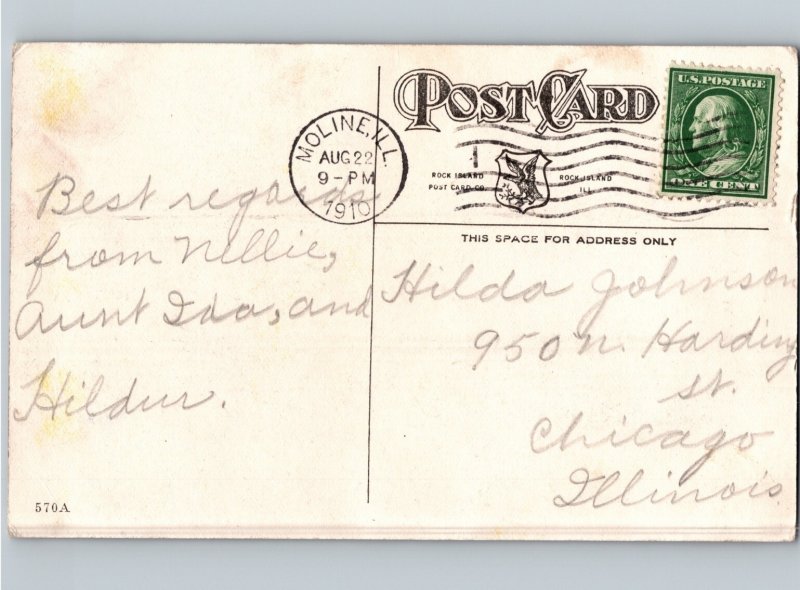 POST CARD
U.S. POSTAGE
ONE CENT
MOLINE, ILL.
AUG 22
9-PM
1910
1
ROCK ISLAND
POST CARD CO.
ROCK ISLAND
ILL.
THIS SPACE FOR ADDRESS ONLY
Best regards
from Nellie,
Aunt Ida, and
Hildur.
Hilda Johnson
950 N. Harding
St.
Chicago
Illinois.
570A